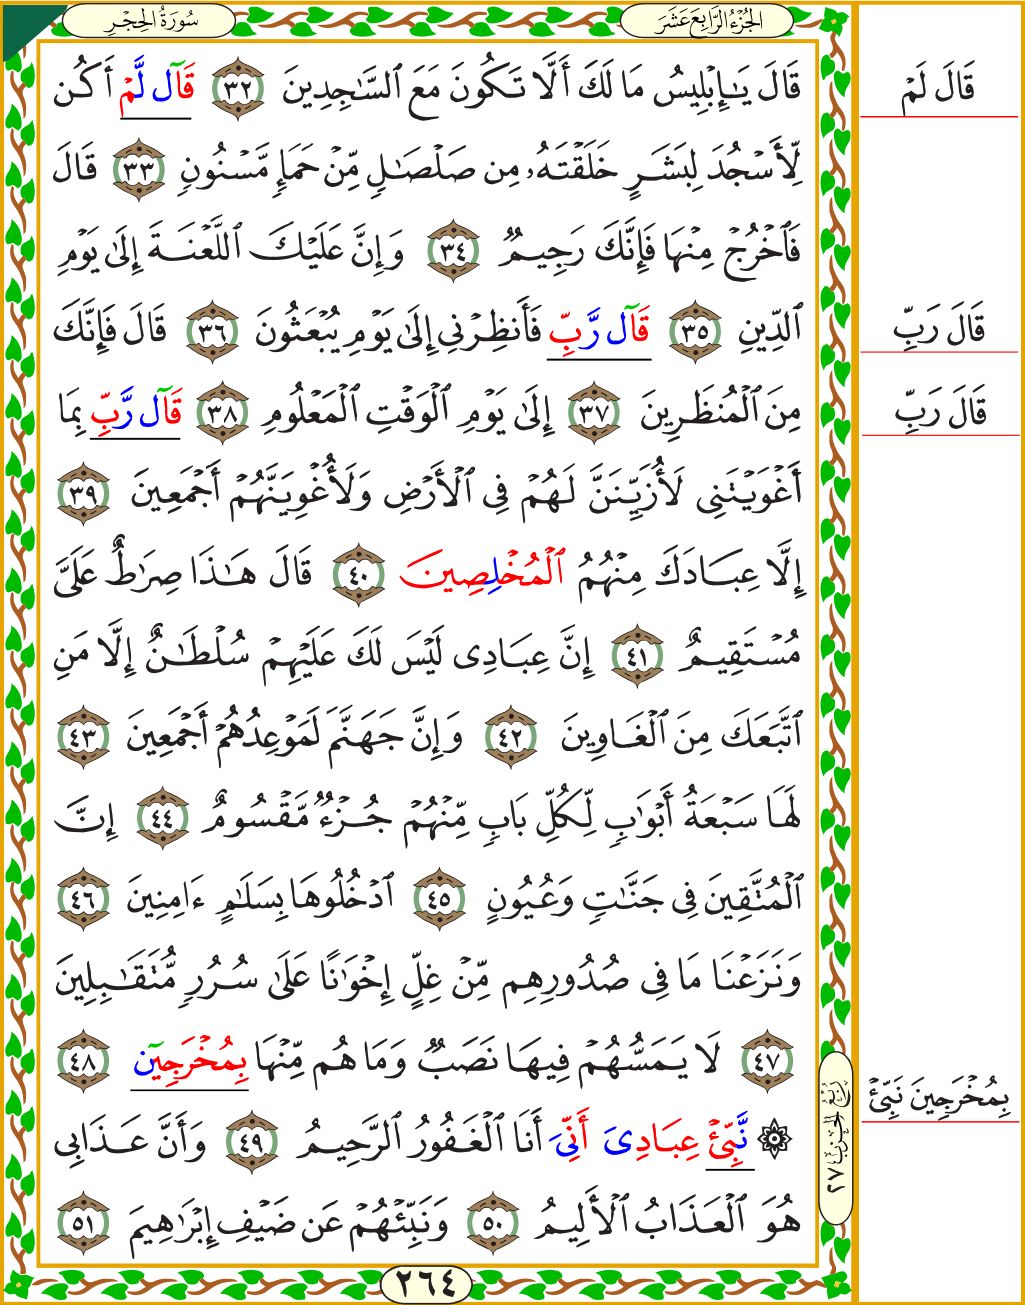 الجُزْءُ الرَّابِعَ عَشَرَ
سُورَةُ الحِجْرِ
قَالَ يَـٰٓإِبْلِيسُ مَا لَكَ أَلَّا تَكُونَ مَعَ ٱلسَّـٰجِدِينَ ٣٢ قَآل لَّمْ أَكُن
لِّأَسْجُدَ لِبَشَرٍ خَلَقْتَهُۥ مِن صَلْصَـٰلٍ مِّنْ حَمَإٍ مَّسْنُونٍ ٣٣ قَالَ
فَٱخْرُجْ مِنْهَا فَإِنَّكَ رَجِيمٌ ٣٤ وَإِنَّ عَلَيْكَ ٱللَّعْنَةَ إِلَىٰ يَوْمِ
ٱلدِّينِ ٣٥ قَآل رَّبِّ فَأَنظِرْنِى إِلَىٰ يَوْمِ يُبْعَثُونَ ٣٦ قَالَ فَإِنَّكَ
مِنَ ٱلْمُنظَرِينَ ٣٧ إِلَىٰ يَوْمِ ٱلْوَقْتِ ٱلْمَعْلُومِ ٣٨ قَآل رَّبِّ بِمَا
أَغْوَيْتَنِى لَأُزَيِّنَنَّ لَهُمْ فِى ٱلْأَرْضِ وَلَأُغْوِيَنَّهُمْ أَجْمَعِينَ ٣٩
إِلَّا عِبَادَكَ مِنْهُمُ ٱلْمُخْلِصِينَ ٤٠ قَالَ هَـٰذَا صِرَٰطٌ عَلَىَّ
مُسْتَقِيمٌ ٤١ إِنَّ عِبَادِى لَيْسَ لَكَ عَلَيْهِمْ سُلْطَـٰنٌ إِلَّا مَنِ
ٱتَّبَعَكَ مِنَ ٱلْغَاوِينَ ٤٢ وَإِنَّ جَهَنَّمَ لَمَوْعِدُهُمْ أَجْمَعِينَ ٤٣
لَهَا سَبْعَةُ أَبْوَٰبٍ لِّكُلِّ بَابٍ مِّنْهُمْ جُزْءٌ مَّقْسُومٌ ٤٤ إِنَّ
ٱلْمُتَّقِينَ فِى جَنَّـٰتٍ وَعُيُونٍ ٤٥ ٱدْخُلُوهَا بِسَلَـٰمٍ ءَامِنِينَ ٤٦
وَنَزَعْنَا مَا فِى صُدُورِهِم مِّنْ غِلٍّ إِخْوَٰنًا عَلَىٰ سُرُرٍ مُّتَقَـٰبِلِينَ
٤٧ لَا يَمَسُّهُمْ فِيهَا نَصَبٌ وَمَا هُم مِّنْهَا بِمُخْرَجِيٓن ٤٨
۞ نَّبِّئْ عِبَادِىَ أَنِّىَ أَنَا ٱلْغَفُورُ ٱلرَّحِيمُ ٤٩ وَأَنَّ عَذَابِى
هُوَ ٱلْعَذَابُ ٱلْأَلِيمُ ٥٠ وَنَبِّئْهُمْ عَن ضَيْفِ إِبْرَٰهِيمَ ٥١
٢٦٤
قَالَ لَمْ
قَالَ رَبِّ
قَالَ رَبِّ
بِمُخْرَجِينَ نَبِّئْ
رُبْعُ الحِزْبِ ٢٧